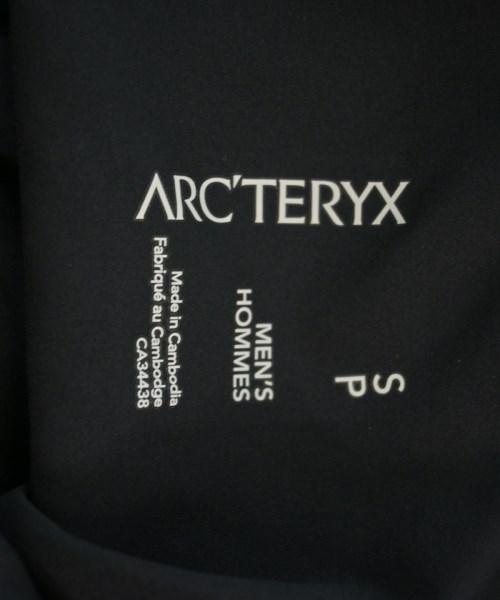 ARC'TERYX
S
P
MEN'S
HOMMES
Made in Cambodia
Fabriqué au Cambodge
CA34438